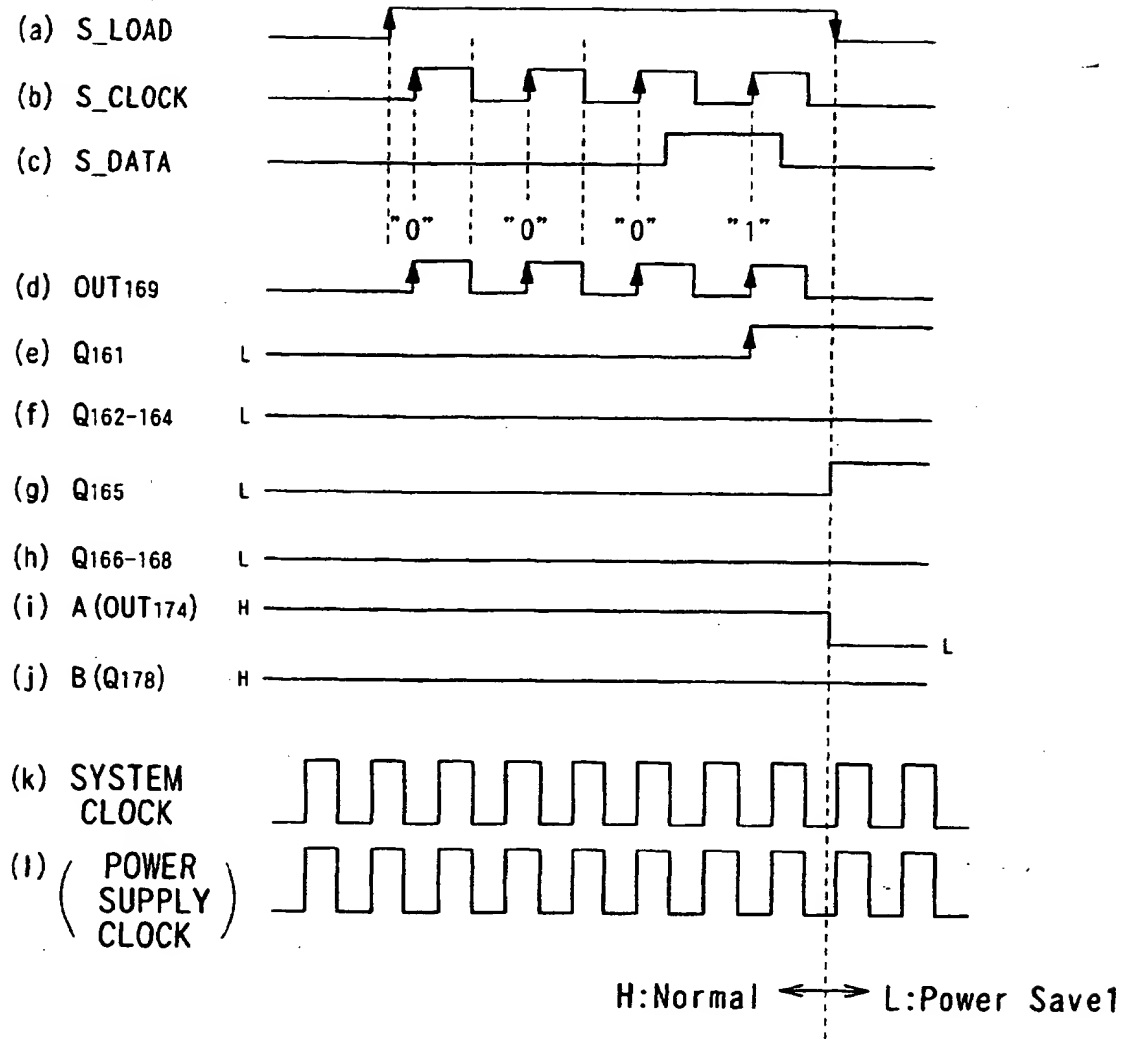 (a) S_LOAD
(b) S_CLOCK
(c) S_DATA
"0" "0" "0" "1"
(d) OUT169
(e) Q161 L
(f) Q162-164 L
(g) Q165 L
(h) Q166-168 L
(i) A(OUT174) H L
(j) B(Q178) H
(k) SYSTEM
CLOCK
(l) ( POWER
SUPPLY
CLOCK )
H:Normal L:Power Save1